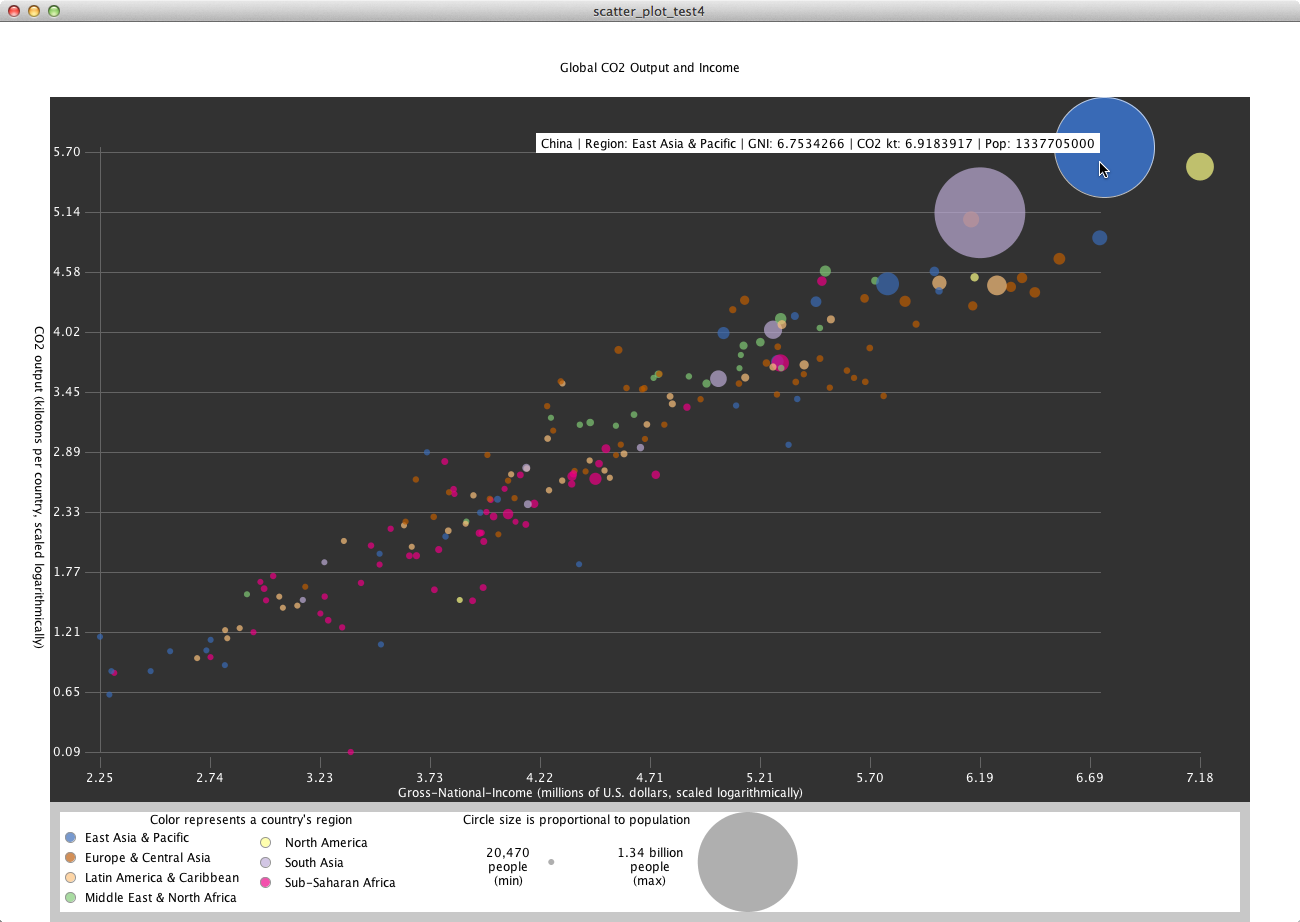 scatter_plot_test4
Global CO2 Output and Income
China | Region: East Asia & Pacific | GNI: 6.7534266 | CO2 kt: 6.9183917 | Pop: 1337705000
5.70
5.14
4.58
4.02
3.45
2.89
2.33
1.77
1.21
0.65
0.09
CO2 output (kilotons per country, scaled logarithmically)
2.25 2.74 3.23 3.73 4.22 4.71 5.21 5.70 6.19 6.69 7.18
Gross-National-Income (millions of U.S. dollars, scaled logarithmically)
Color represents a country's region
East Asia & Pacific
Europe & Central Asia
Latin America & Caribbean
Middle East & North Africa
North America
South Asia
Sub-Saharan Africa
Circle size is proportional to population
20,470
people
(min)
1.34 billion
people
(max)